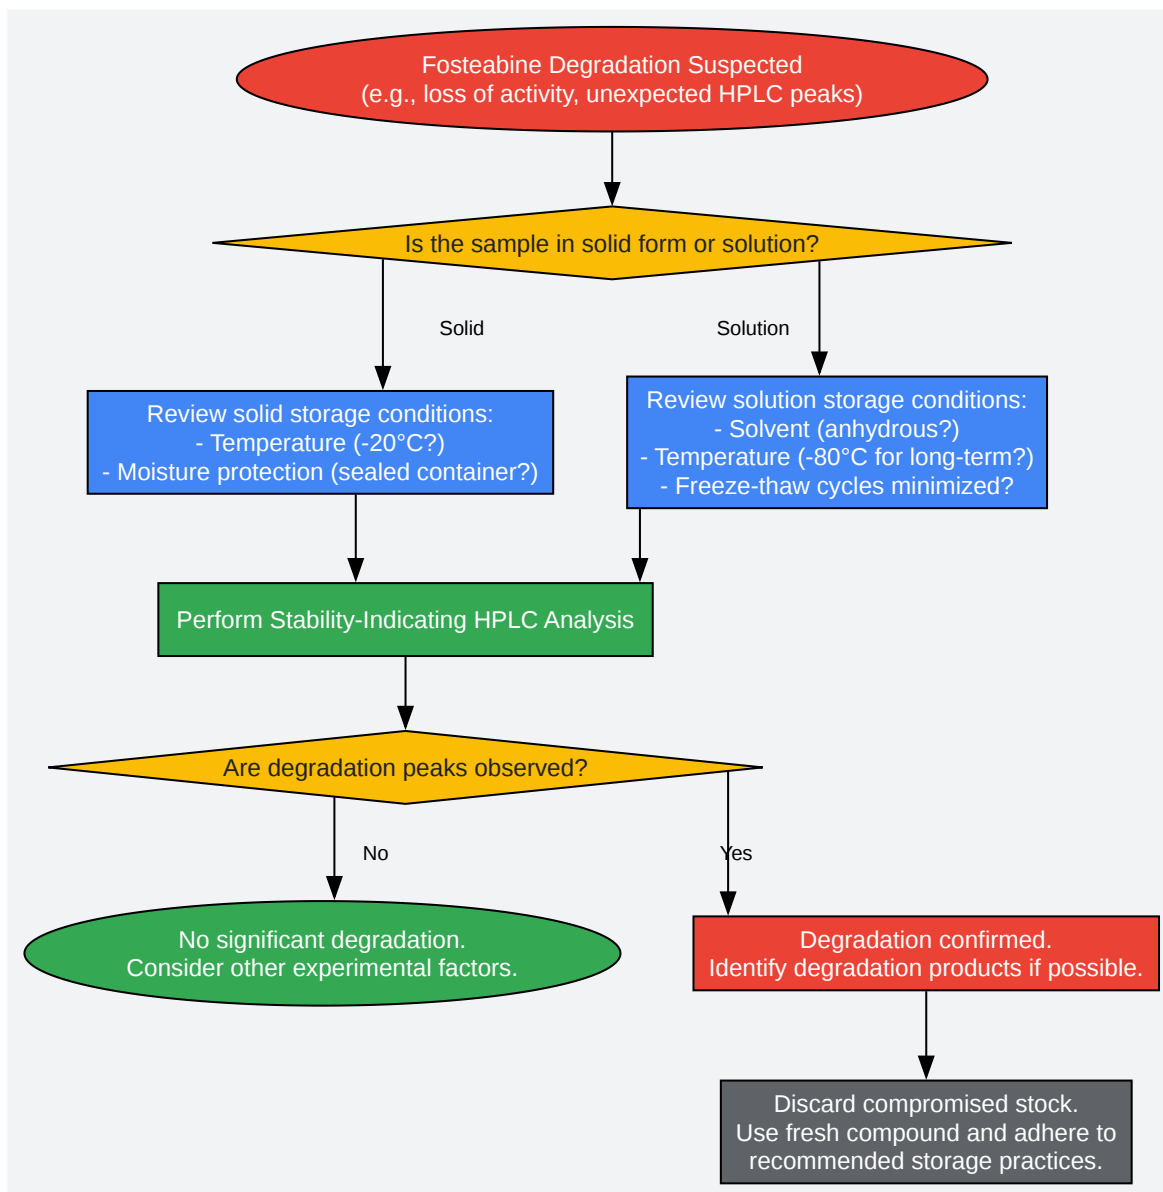 Fosteabine Degradation Suspected
(e.g., loss of activity, unexpected HPLC peaks)
Is the sample in solid form or solution?
Solid
Solution
Review solid storage conditions:
- Temperature (-20°C?)
- Moisture protection (sealed container?)
Review solution storage conditions:
- Solvent (anhydrous?)
- Temperature (-80°C for long-term?)
- Freeze-thaw cycles minimized?
Perform Stability-Indicating HPLC Analysis
Are degradation peaks observed?
No
Yes
No significant degradation.
Consider other experimental factors.
Degradation confirmed.
Identify degradation products if possible.
Discard compromised stock.
Use fresh compound and adhere to
recommended storage practices.